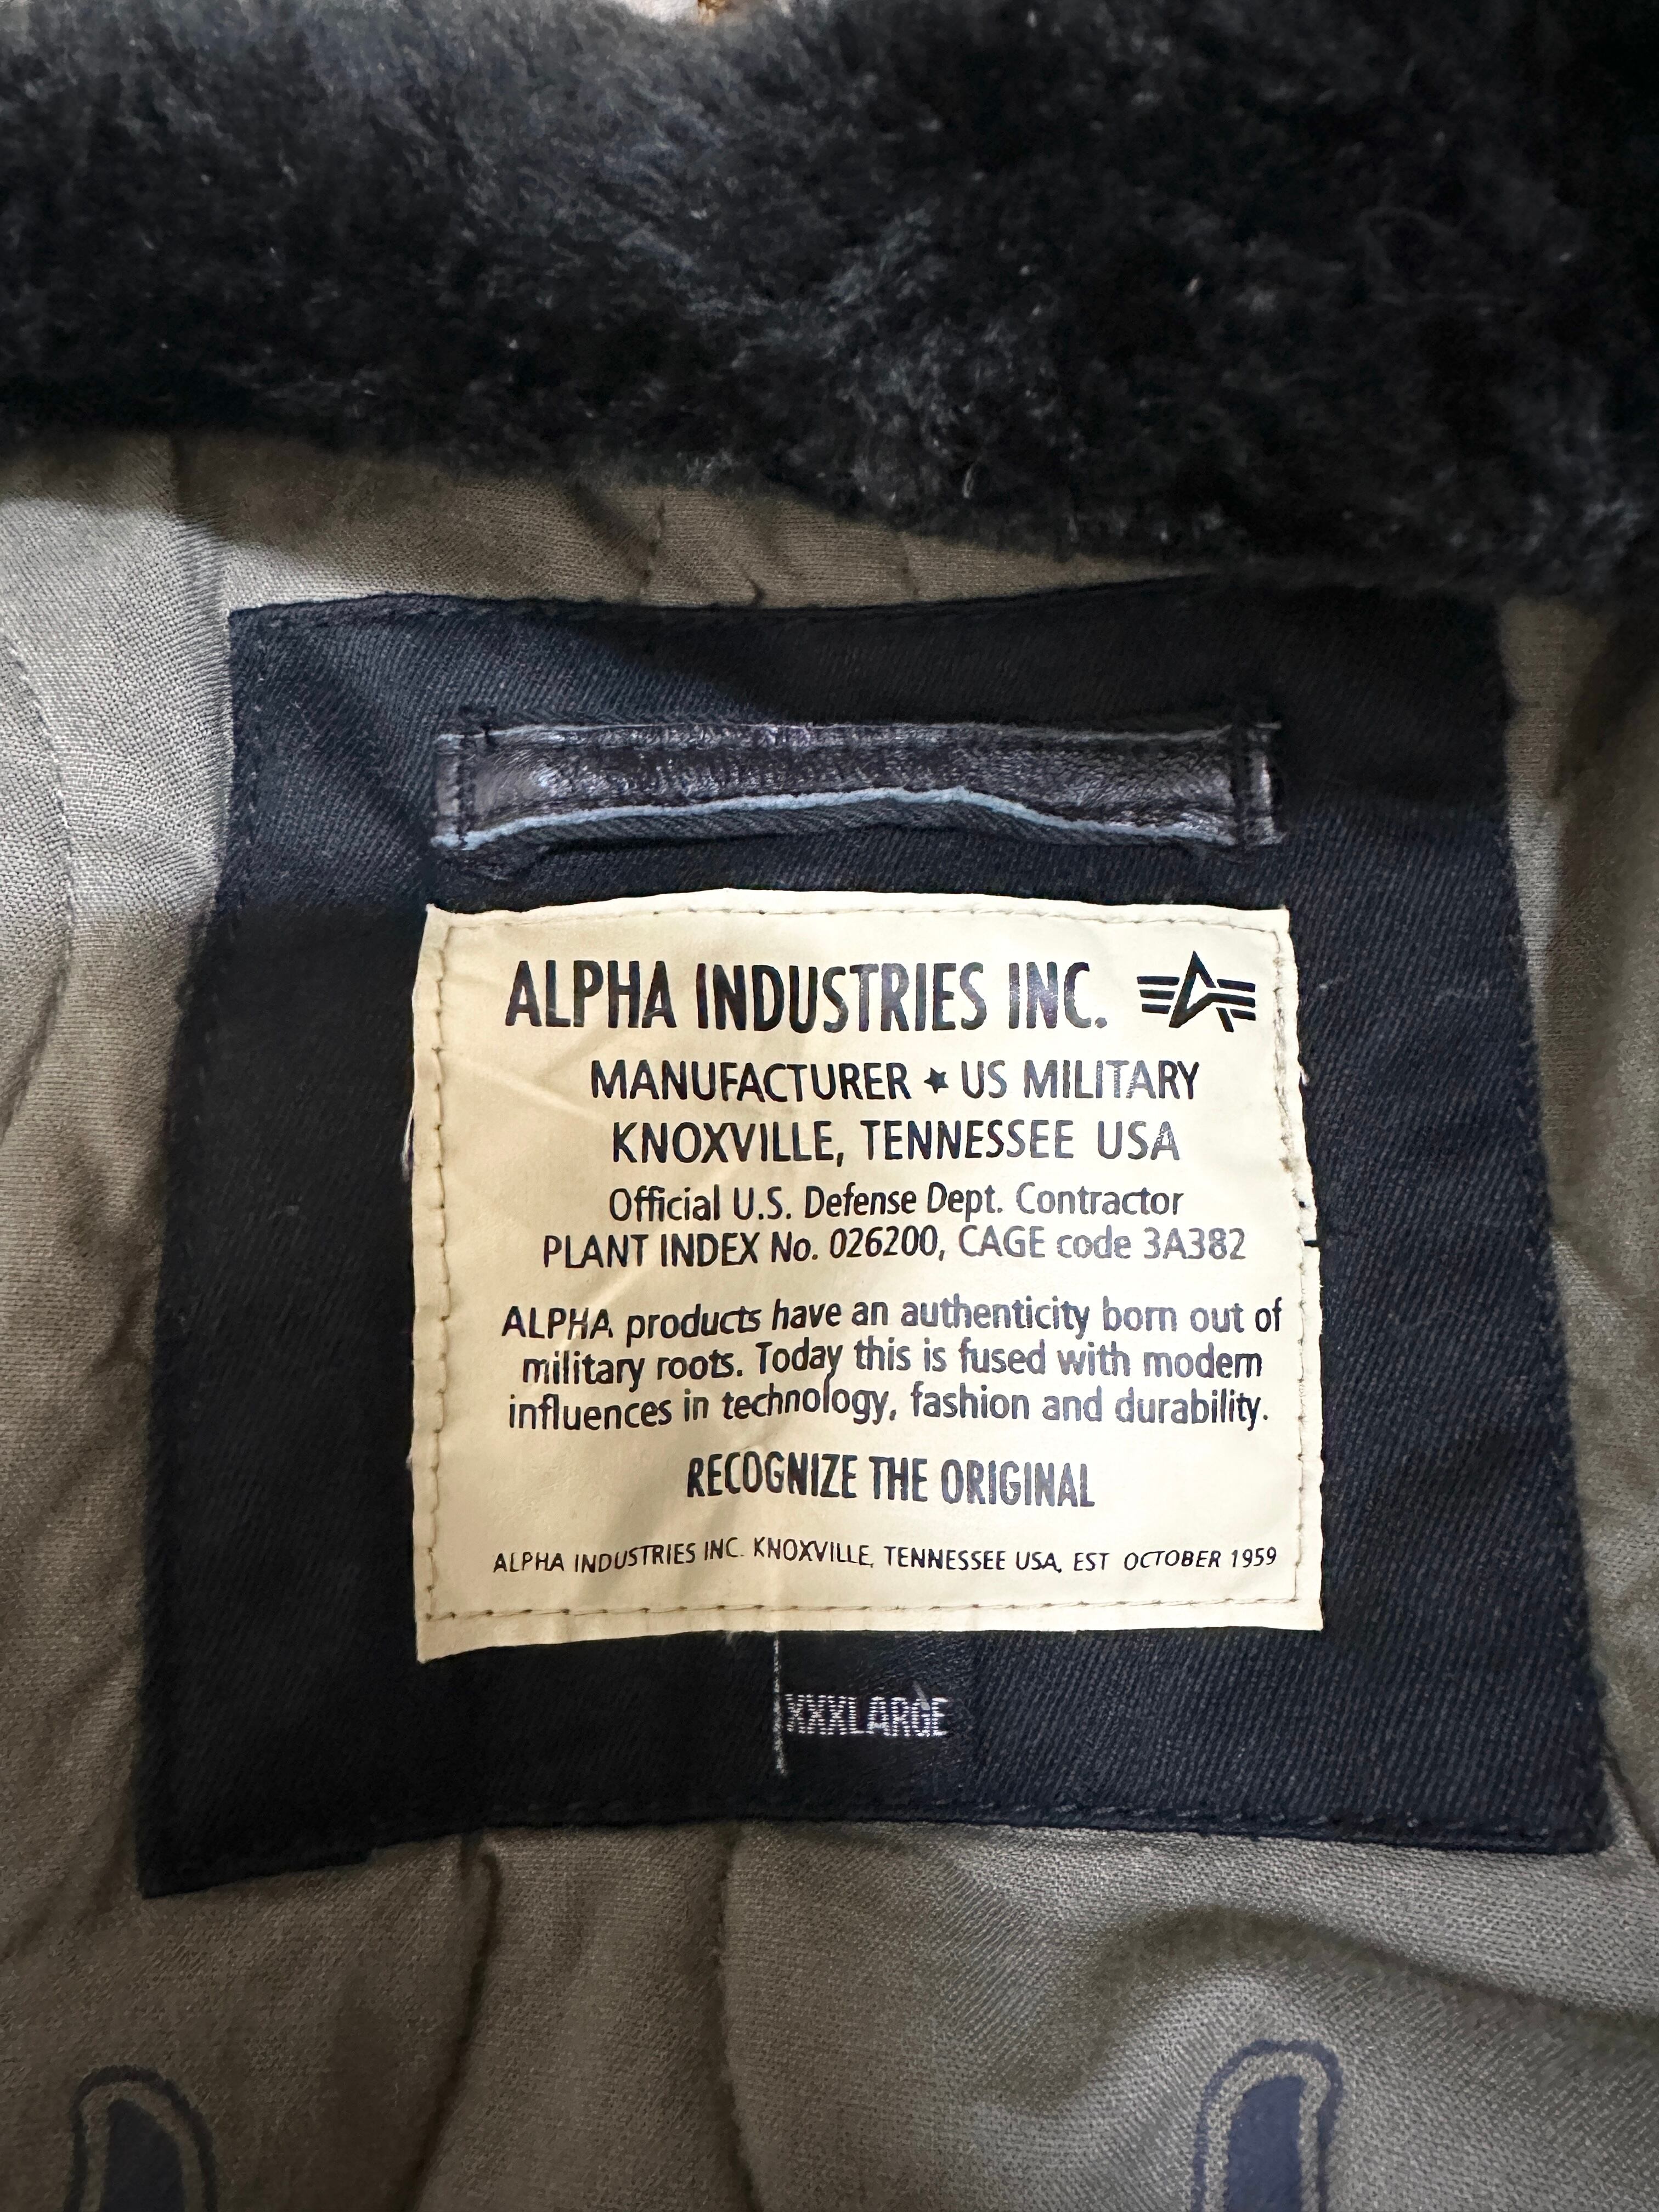 ALPHA INDUSTRIES INC.
MANUFACTURER ★ US MILITARY
KNOXVILLE, TENNESSEE USA
Official U.S. Defense Dept. Contractor
PLANT INDEX No. 026200, CAGE code 3A382
ALPHA products have an authenticity born out of
military roots. Today this is fused with modern
influences in technology, fashion and durability.
RECOGNIZE THE ORIGINAL
ALPHA INDUSTRIES INC. KNOXVILLE, TENNESSEE USA, EST OCTOBER 1959
XXXLARGE